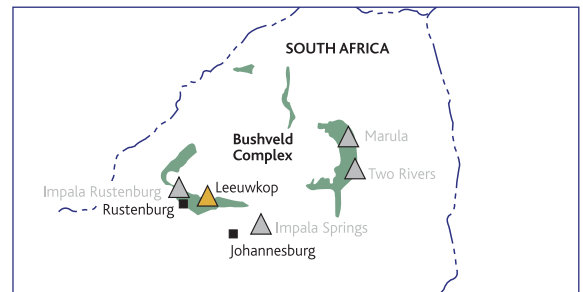 SOUTH AFRICA
Bushveld
Complex
Marula
Two Rivers
Impala Rustenburg
Leeuwkop
Rustenburg
Impala Springs
Johannesburg